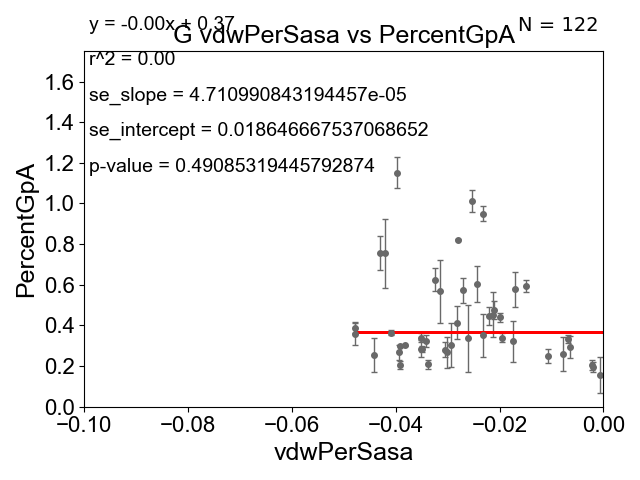 y = -0.00x + 0.37
G vdwPerSasa vs PercentGpA
N = 122
r^2 = 0.00
se_slope = 4.710990843194457e-05
se_intercept = 0.018646667537068652
p-value = 0.49085319445792874
PercentGpA
1.6
1.4
1.2
1.0
0.8
0.6
0.4
0.2
0.0
−0.10
−0.08
−0.06
−0.04
−0.02
0.00
vdwPerSasa